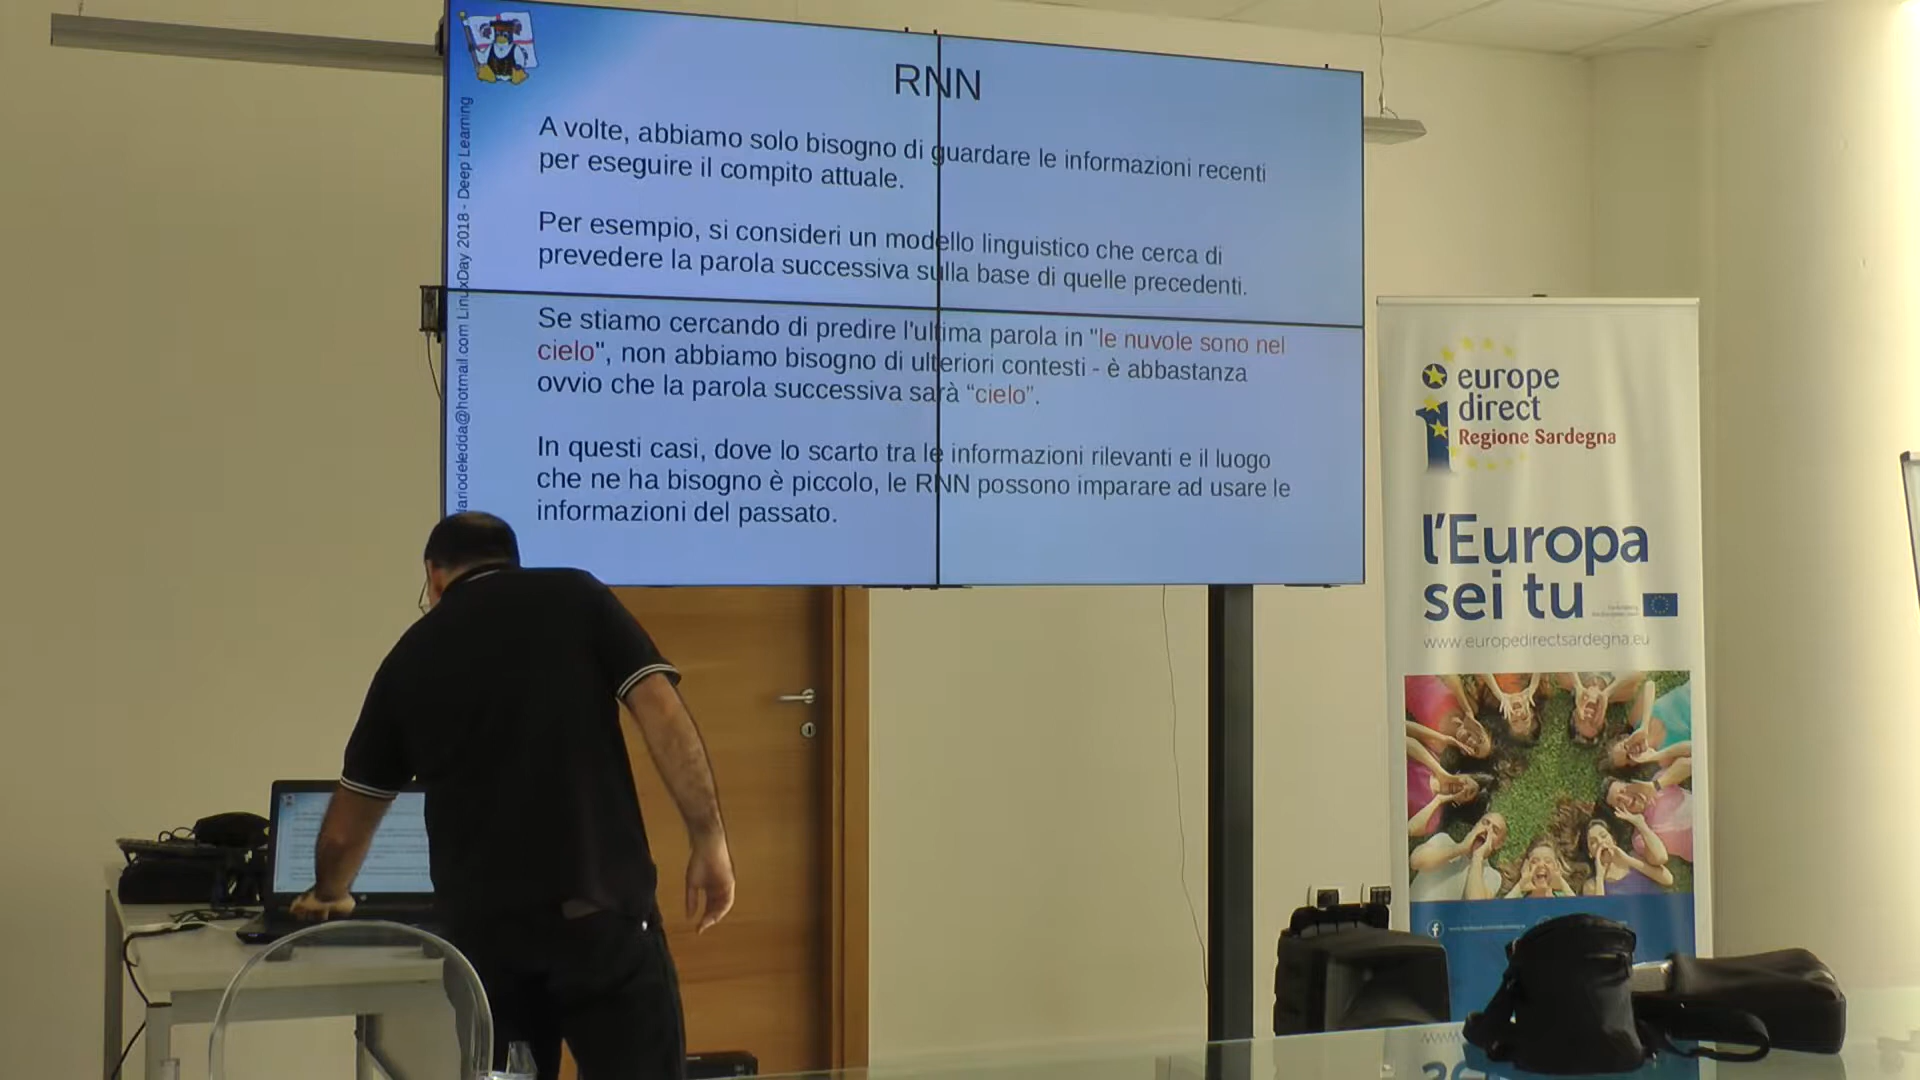 RNN
A volte, abbiamo solo bisogno di guardare le informazioni recenti
per eseguire il compito attuale.
Per esempio, si consideri un modello linguistico che cerca di
prevedere la parola successiva sulla base di quelle precedenti.
Se stiamo cercando di predire l'ultima parola in "le nuvole sono nel
cielo", non abbiamo bisogno di ulteriori contesti - è abbastanza
ovvio che la parola successiva sarà “cielo”.
In questi casi, dove lo scarto tra le informazioni rilevanti e il luogo
che ne ha bisogno è piccolo, le RNN possono imparare ad usare le
informazioni del passato.
ariodeledda@hotmail.com LinuxDay 2018 - Deep Learning
europe
direct
Regione Sardegna
l'Europa
sei tu
www.europedirectsardegna.eu